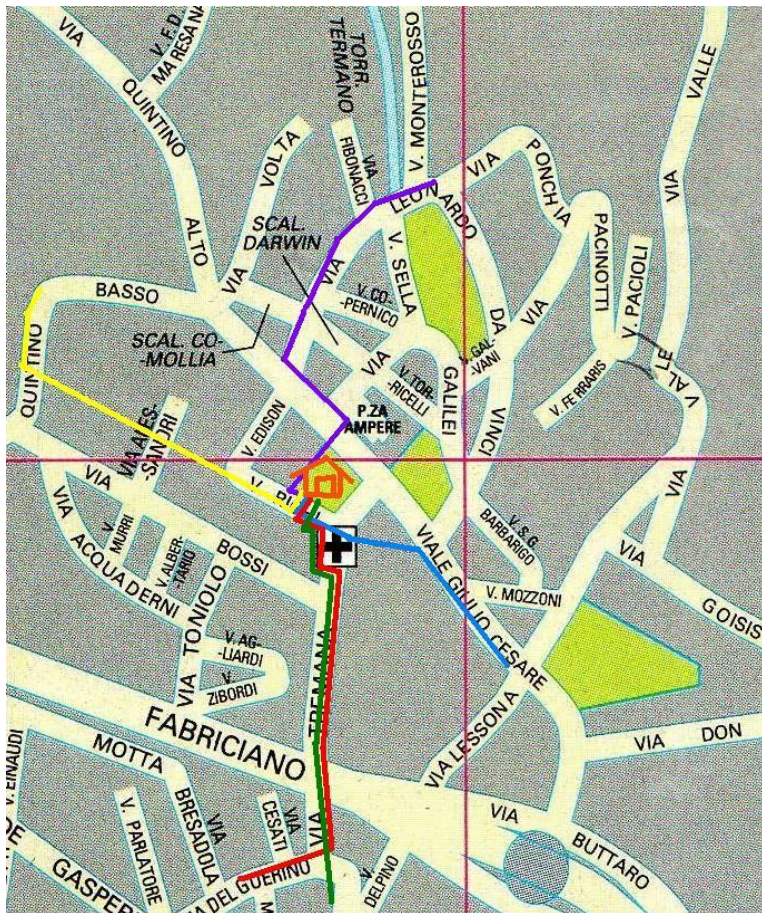 VIA
V. F.D.
MARESANA
QUINTINO
ALTO
TORR.
TERMANO
V. MONTEROSSO
VIA
FIBONACCI
VOLTA
VIA
LEONARDO
DA
VINCI
VIA
PONCHIA
VIA
PACINOTTI
V. PACIOLI
VALLE
VIA
VALLE
VIA
SCAL.
DARWIN
VIA
V. SELLA
V. CO-
-PERNICO
BASSO
QUINTINO
SCAL. CO-
-MOLLIA
VIA
GALILEI
V. TOR-
RICELLI
V. GAL-
VANI
V. FERRARIS
P.ZA
AMPERE
V. EDISON
VIA ALES-
-SANDRI
VIA
BOSSI
VIA
ACQUADERNI
V.
MURRI
V. ALBER-
TARIO
VIA TONIOLO
V. AG-
-LIARDI
V.
ZIBORDI
VIALE GIULIO CESARE
V. S.G.
BARBARIGO
V. MOZZONI
VIA
GOISIS
VIA LESSONA
VIA DON
TREMANA
VIA
FABRICIANO
VIA
BUTTARO
MOTTA
V. EINAUDI
VIA
BRESADOLA
VIA
CESATI
V. PARLATORE
DE
GASPER
DEL GUERINO
V.
DELPINO